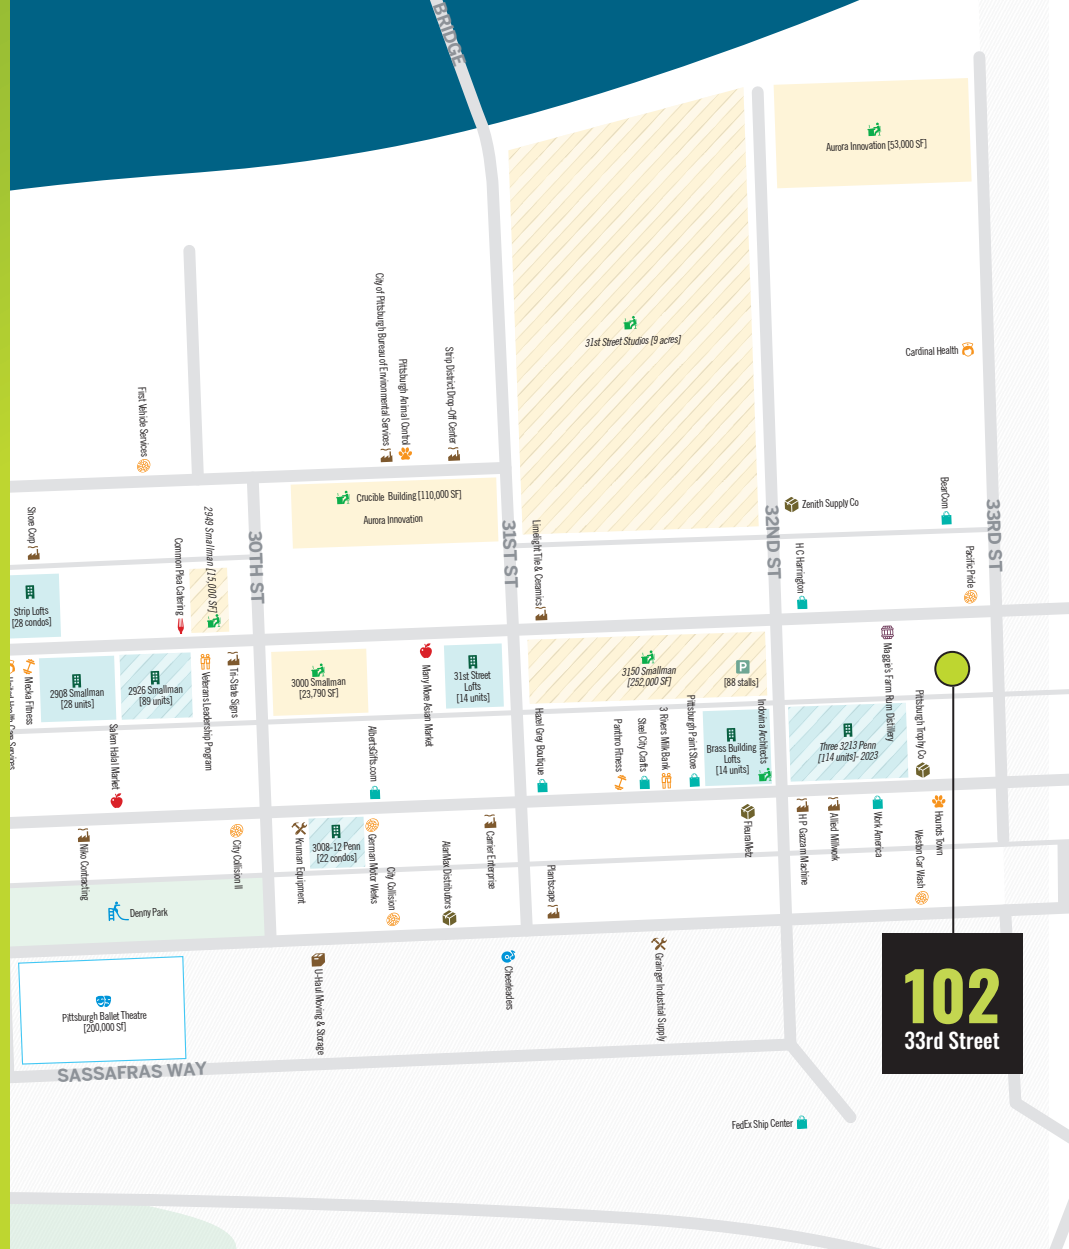 BRIDGE
Aurora Innovation [53,000 SF]
31st Street Studios [9 acres]
Cardinal Health
City of Pittsburgh Bureau of Environmental Services
Pittsburgh Animal Control
Strip District Drop-Off Center
First Vehicle Services
Crucible Building [110,000 SF]
Aurora Innovation
Zenith Supply Co
BearCom
Shore Corp
Common Plea Catering
2949 Smallman [15,000 SF]
30TH ST
31ST ST
Limelight Tile & Ceramics
32ND ST
H C Harrington
33RD ST
Pacific Pride
Strip Lofts
[28 condos]
Mecka Fitness
2908 Smallman
[28 units]
2926 Smallman
[89 units]
Veterans Leadership Program
Tri-State Signs
3000 Smallman
[23,790 SF]
Many More Asian Market
31st Street
Lofts
[14 units]
3150 Smallman
[252,000 SF]
[88 stalls]
Maggie's Farm Rum Distillery
Pittsburgh Trophy Co
Salem Halal Market
AlbertsGifts.com
Hazel Grey Boutique
Panthro Fitness
Steel City Crafts
3 Rivers Milk Bank
Pittsburgh Paint Store
Brass Building
Lofts
[14 units]
Indovina Architects
Three 3213 Penn
[114 units]- 2023
Niko Contracting
City Collision II
Kruman Equipment
3008-12 Penn
[22 condos]
German Motor Werks
City Collision
AlarMax Distributors
Carrier Enterprise
Plantscape
FleuraMetz
H P Gazzam Machine
Allied Millwork
Work America
Weston Car Wash
Hounds Town
Denny Park
Pittsburgh Ballet Theatre
[200,000 Sf]
U-Haul Moving & Storage
Cheerleaders
Grainger Industrial Supply
102
33rd Street
SASSAFRAS WAY
FedEx Ship Center